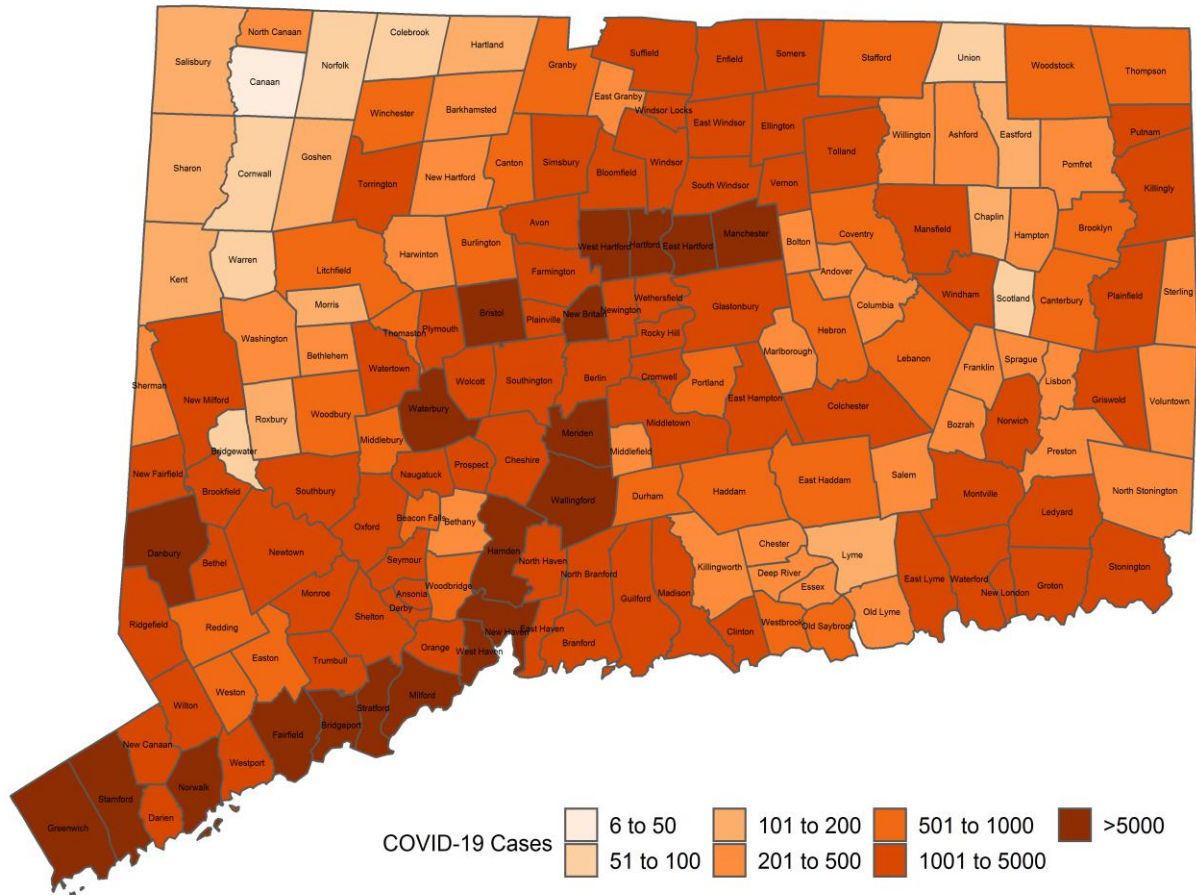 North Canaan
Colebrook
Hartland
Salisbury
Norfolk
Canaan
Granby
Suffield
Enfield
Somers
Stafford
Union
Woodstock
Thompson
East Granby
Windsor Locks
Winchester
Barkhamsted
East Windsor
Ellington
Willington
Ashford
Eastford
Putnam
Sharon
Cornwall
Goshen
Torrington
New Hartford
Canton
Simsbury
Bloomfield
Windsor
Tolland
Pomfret
South Windsor
Vernon
Killingly
Avon
West Hartford
Hartford
East Hartford
Manchester
Bolton
Coventry
Mansfield
Chaplin
Hampton
Brooklyn
Kent
Warren
Litchfield
Harwinton
Burlington
Farmington
Andover
Morris
Bristol
Plainville
New Britain
Newington
Wethersfield
Glastonbury
Columbia
Windham
Scotland
Canterbury
Plainfield
Sterling
Washington
Bethlehem
Thomaston
Plymouth
Rocky Hill
Marlborough
Hebron
Lebanon
Franklin
Sprague
Lisbon
Sherman
New Milford
Roxbury
Woodbury
Watertown
Wolcott
Southington
Berlin
Cromwell
Portland
East Hampton
Colchester
Bozrah
Norwich
Griswold
Voluntown
Waterbury
Bridgewater
Middlebury
Meriden
Middletown
Middlefield
Preston
New Fairfield
Brookfield
Southbury
Naugatuck
Prospect
Cheshire
Wallingford
Durham
Haddam
East Haddam
Salem
Montville
North Stonington
Danbury
Bethel
Newtown
Oxford
Beacon Falls
Bethany
Hamden
North Haven
Ledyard
Seymour
Woodbridge
North Branford
Killingworth
Chester
Deep River
Essex
Lyme
Monroe
Ansonia
Derby
Shelton
Guilford
Madison
East Lyme
Waterford
New London
Groton
Stonington
Ridgefield
Redding
Easton
Trumbull
Orange
New Haven
West Haven
East Haven
Branford
Clinton
Westbrook
Old Saybrook
Old Lyme
Wilton
Weston
Fairfield
Bridgeport
Stratford
Milford
New Canaan
Westport
Norwalk
Darien
Stamford
Greenwich
COVID-19 Cases
6 to 50
51 to 100
101 to 200
201 to 500
501 to 1000
1001 to 5000
>5000